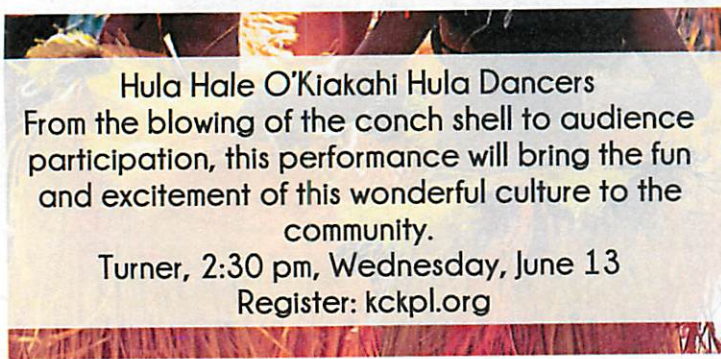 Hula Hale O'Kiakahi Hula Dancers
From the blowing of the conch shell to audience
participation, this performance will bring the fun
and excitement of this wonderful culture to the
community.
Turner, 2:30 pm, Wednesday, June 13
Register: kckpl.org